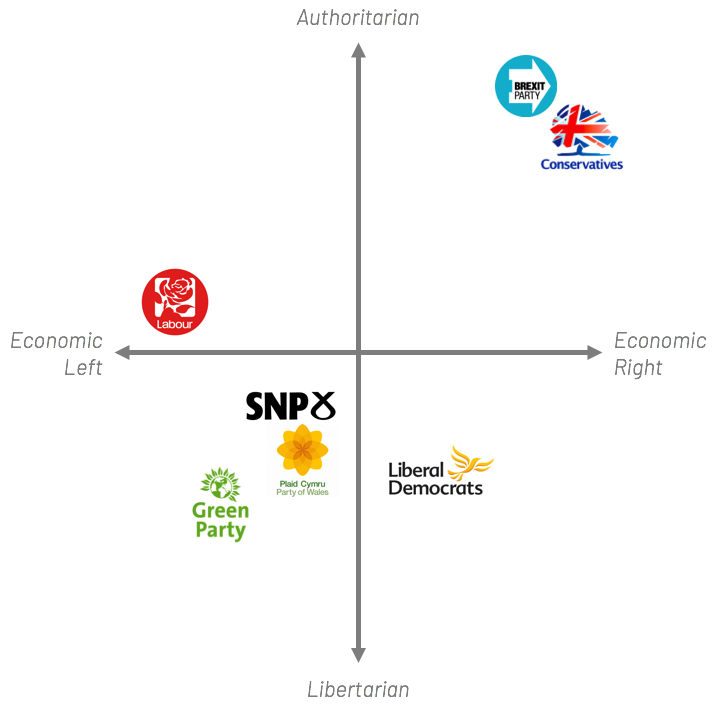 Authoritarian
BREXIT
PARTY
Conservatives
Labour
Economic
Left
Economic
Right
SNP
Plaid Cymru
Party of Wales
Liberal
Democrats
Green
Party
Libertarian